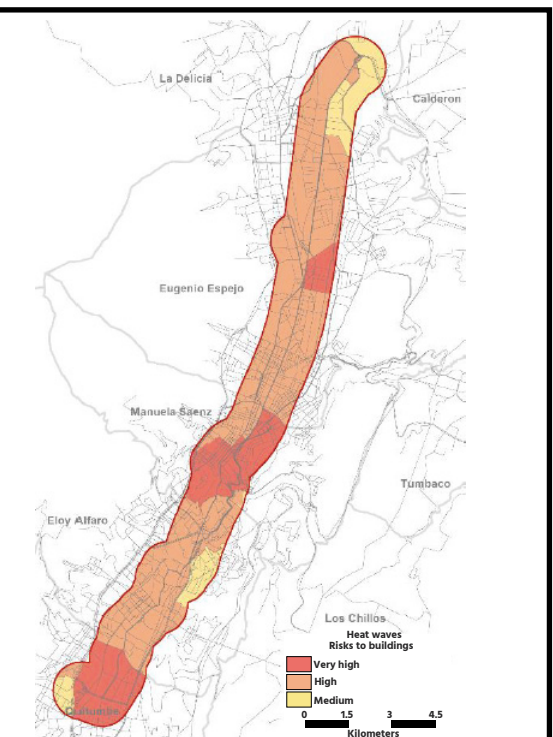 La Delicia
Calderon
Eugenio Espejo
Manuela Saenz
Tumbaco
Eloy Alfaro
Los Chillos
Heat waves
Risks to buildings
Very high
High
Medium
Quitumbe
0 1.5 3 4.5
Kilometers